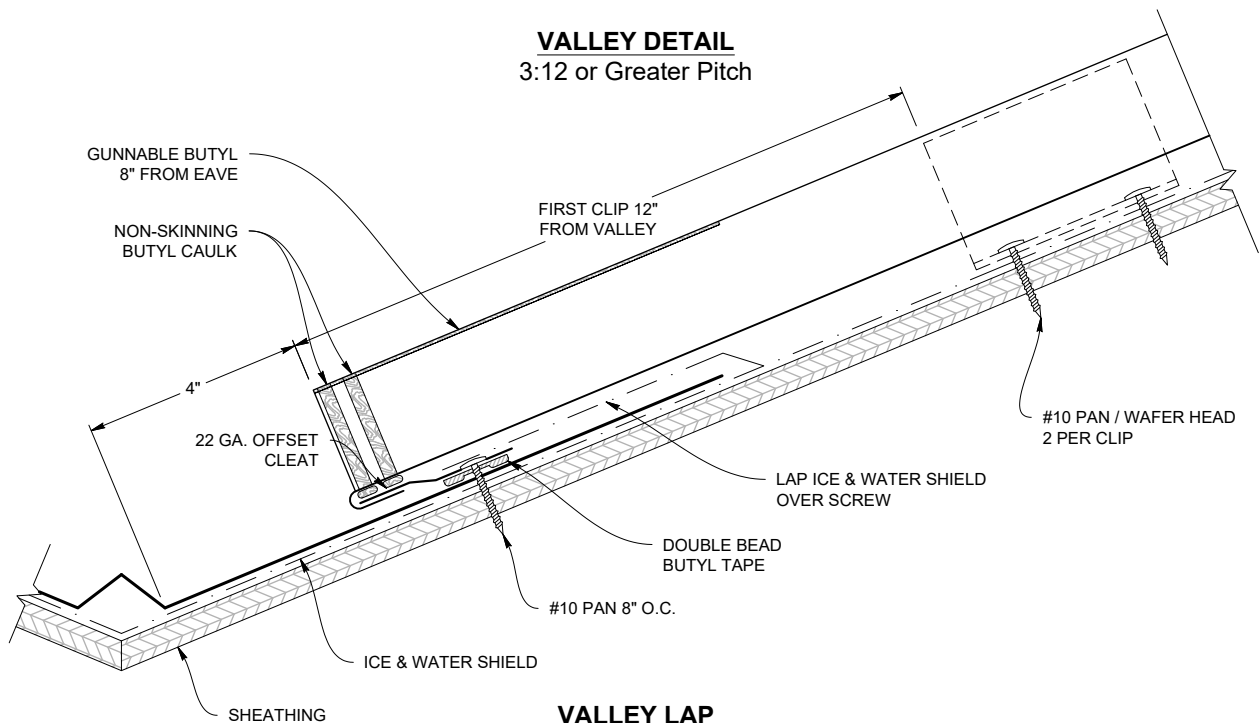 VALLEY DETAIL
3:12 or Greater Pitch
GUNNABLE BUTYL
8" FROM EAVE
NON-SKINNING
BUTYL CAULK
FIRST CLIP 12"
FROM VALLEY
4"
22 GA. OFFSET
CLEAT
#10 PAN / WAFER HEAD
2 PER CLIP
LAP ICE & WATER SHIELD
OVER SCREW
DOUBLE BEAD
BUTYL TAPE
#10 PAN 8" O.C.
ICE & WATER SHIELD
SHEATHING
VALLEY LAP